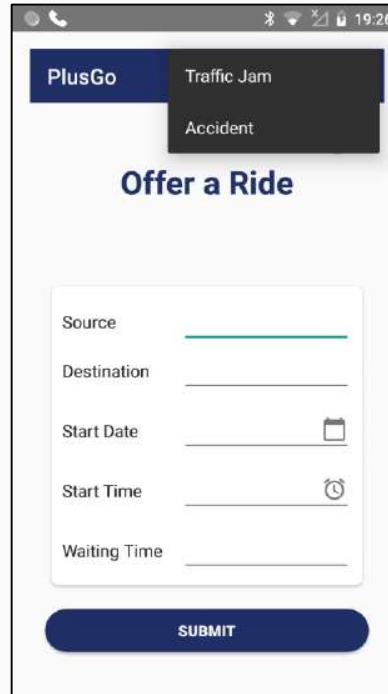 19:26
PlusGo
Traffic Jam
Accident
Offer a Ride
Source
Destination
Start Date
Start Time
Waiting Time
SUBMIT